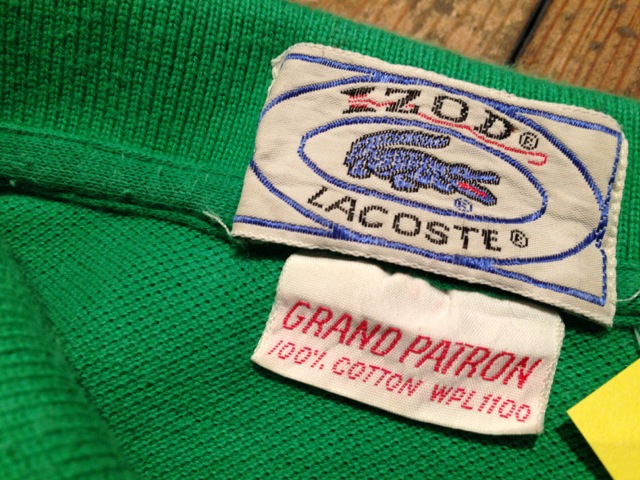 IZOD®
®
LACOSTE®
GRAND PATRON
100% COTTON WPL1100